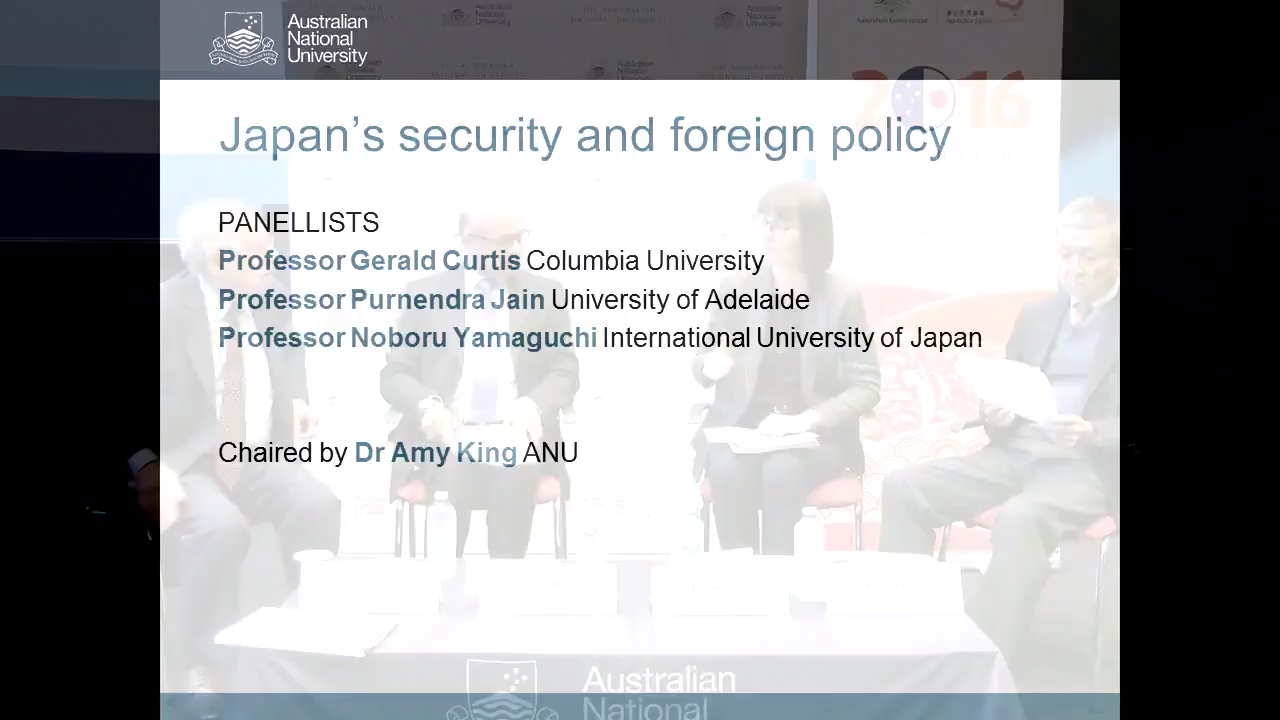 Australian
National
University
2016
Japan's security and foreign policy
PANELLISTS
Professor Gerald Curtis Columbia University
Professor Purnendra Jain University of Adelaide
Professor Noboru Yamaguchi International University of Japan
Chaired by Dr Amy King ANU
Australian
National